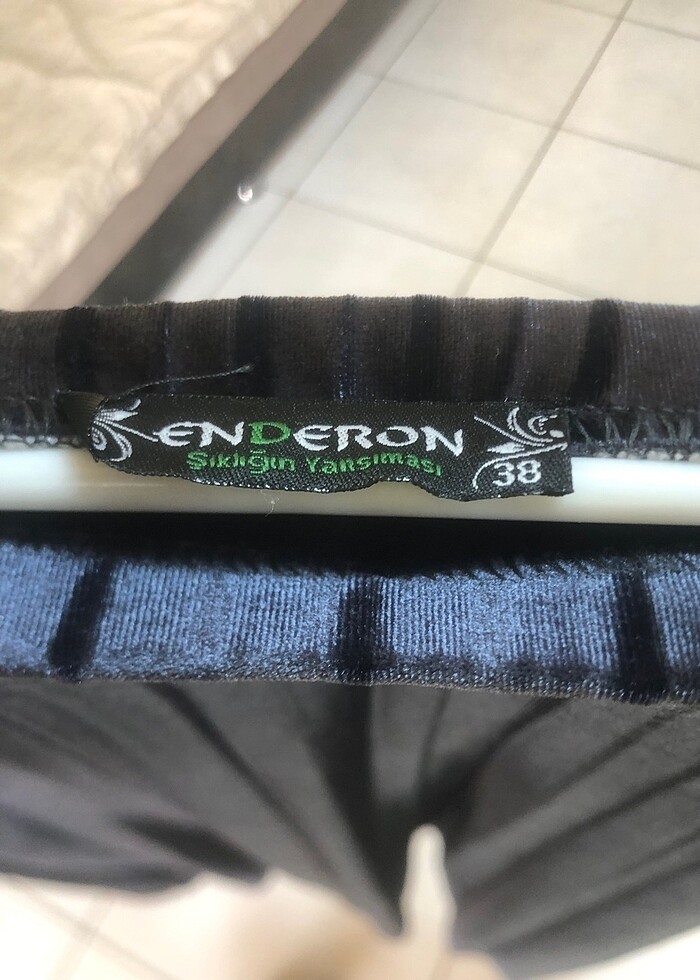 ENDERON
Şıklığın Yansıması
38